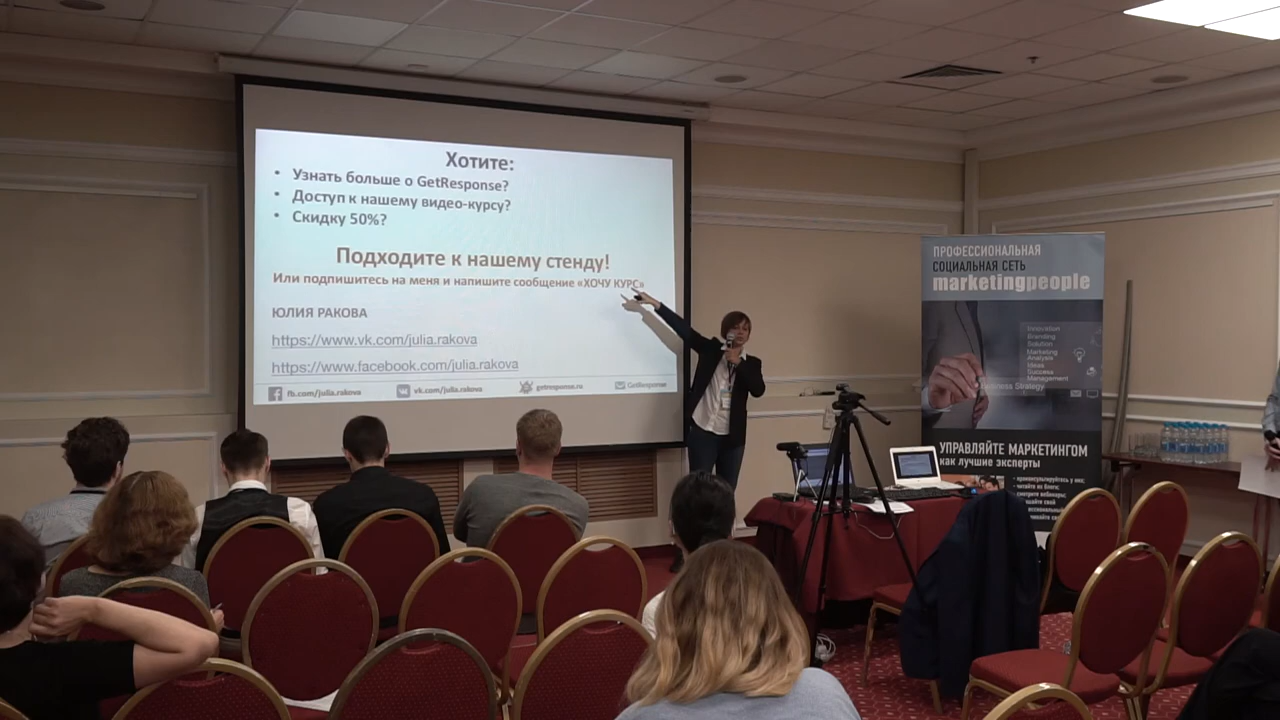 Хотите:
• Узнать больше о GetResponse?
• Доступ к нашему видео-курсу?
• Скидку 50%?
Подходите к нашему стенду!
Или подпишитесь на меня и напишите сообщение «ХОЧУ КУРС»
ЮЛИЯ РАКОВА
https://www.vk.com/julia.rakova
https://www.facebook.com/julia.rakova
fb.com/julia.rakova
vk.com/julia.rakova
getresponse.ru
GetResponse
ПРОФЕССИОНАЛЬНАЯ
СОЦИАЛЬНАЯ СЕТЬ
marketingpeople
Innovation
Branding
Solution
Marketing
Analysis
Ideas
Success
Management
Business Strategy
УПРАВЛЯЙТЕ МАРКЕТИНГОМ
как лучшие эксперты